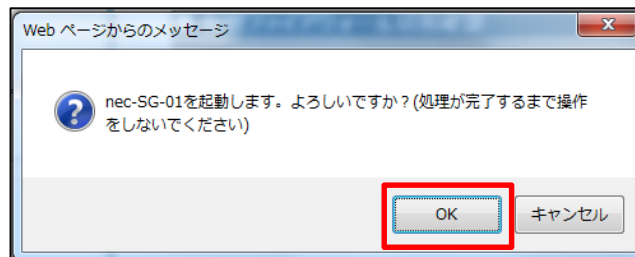 Web ページからのメッセージ
nec-SG-01を起動します。よろしいですか？(処理が完了するまで操作
をしないでください)
OK
キャンセル